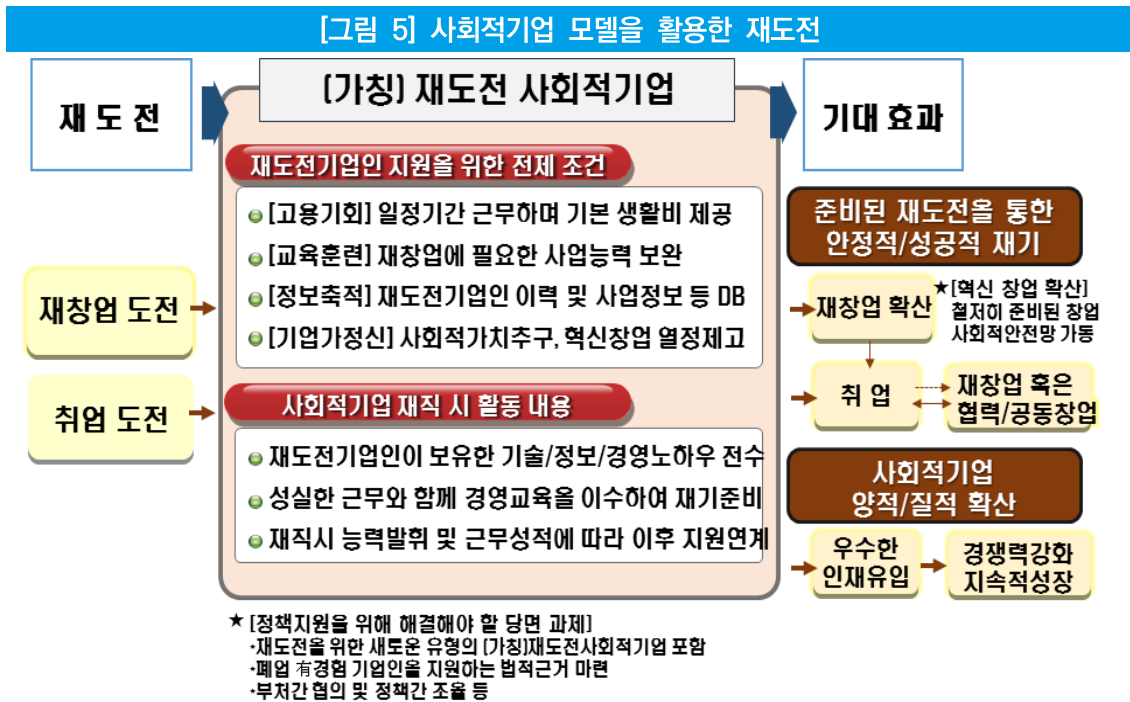 [그림 5] 사회적기업 모델을 활용한 재도전
재 도 전
(가칭) 재도전 사회적기업
기대 효과
재창업 도전
취업 도전
재도전기업인 지원을 위한 전제 조건
[고용기회] 일정기간 근무하며 기본 생활비 제공
[교육훈련] 재창업에 필요한 사업능력 보완
[정보축적] 재도전기업인 이력 및 사업정보 등 DB
[기업가정신] 사회적가치추구, 혁신창업 열정제고
사회적기업 재직 시 활동 내용
재도전기업인이 보유한 기술/정보/경영노하우 전수
성실한 근무와 함께 경영교육을 이수하여 재기준비
재직시 능력발휘 및 근무성적에 따라 이후 지원연계
준비된 재도전을 통한
안정적/성공적 재기
재창업 확산
★[혁신 창업 확산]
철저히 준비된 창업
사회적안전망 가동
취 업
재창업 혹은
협력/공동창업
사회적기업
양적/질적 확산
우수한
인재유입
경쟁력강화
지속적성장
★ [정책지원을 위해 해결해야 할 당면 과제]
·재도전을 위한 새로운 유형의 (가칭)재도전사회적기업 포함
·폐업 有경험 기업인을 지원하는 법적근거 마련
·부처간 협의 및 정책간 조율 등